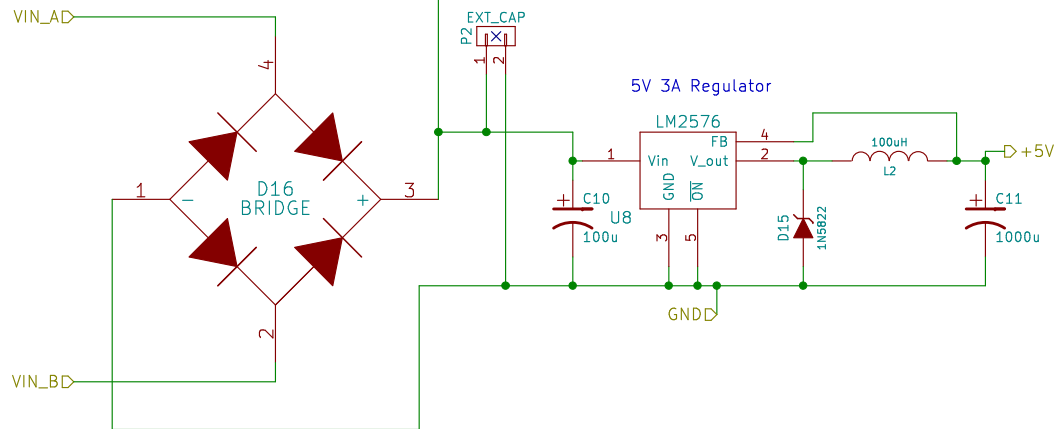 VIN_A
EXT_CAP
P2
1
2
4
5V 3A Regulator
LM2576
FB
4
100uH
L2
+5V
1
Vin
V_out
2
GND
ON
1
-
D16
BRIDGE
+
3
+
C10
100u
U8
3
5
D15
1N5822
+
C11
1000u
GND
2
VIN_B